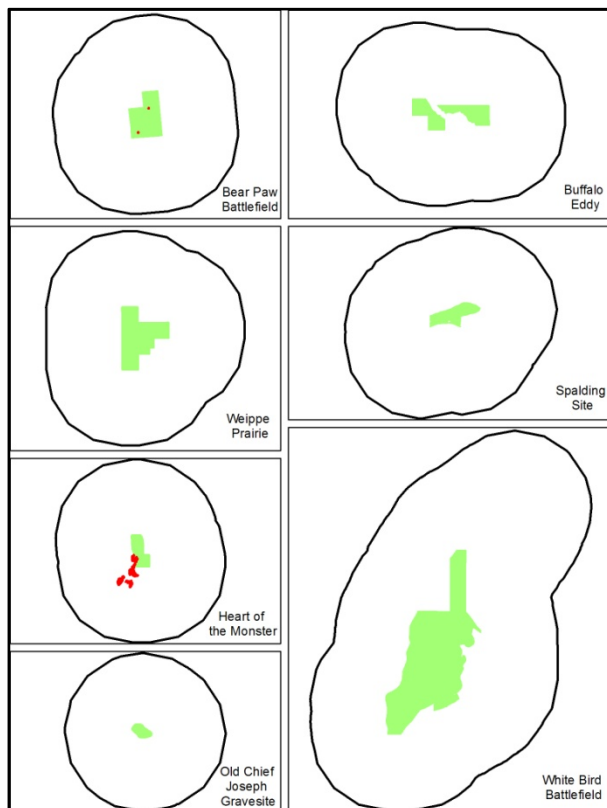 Bear Paw
Battlefield
Buffalo
Eddy
Weippe
Prairie
Spalding
Site
Heart of
the Monster
Old Chief
Joseph
Gravesite
White Bird
Battlefield